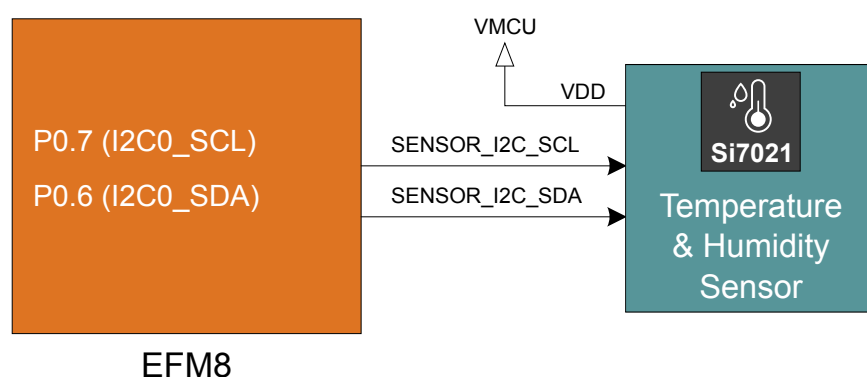 VMCU
VDD
P0.7 (I2C0_SCL)
SENSOR_I2C_SCL
P0.6 (I2C0_SDA)
SENSOR_I2C_SDA
Si7021
Temperature
& Humidity
Sensor
EFM8